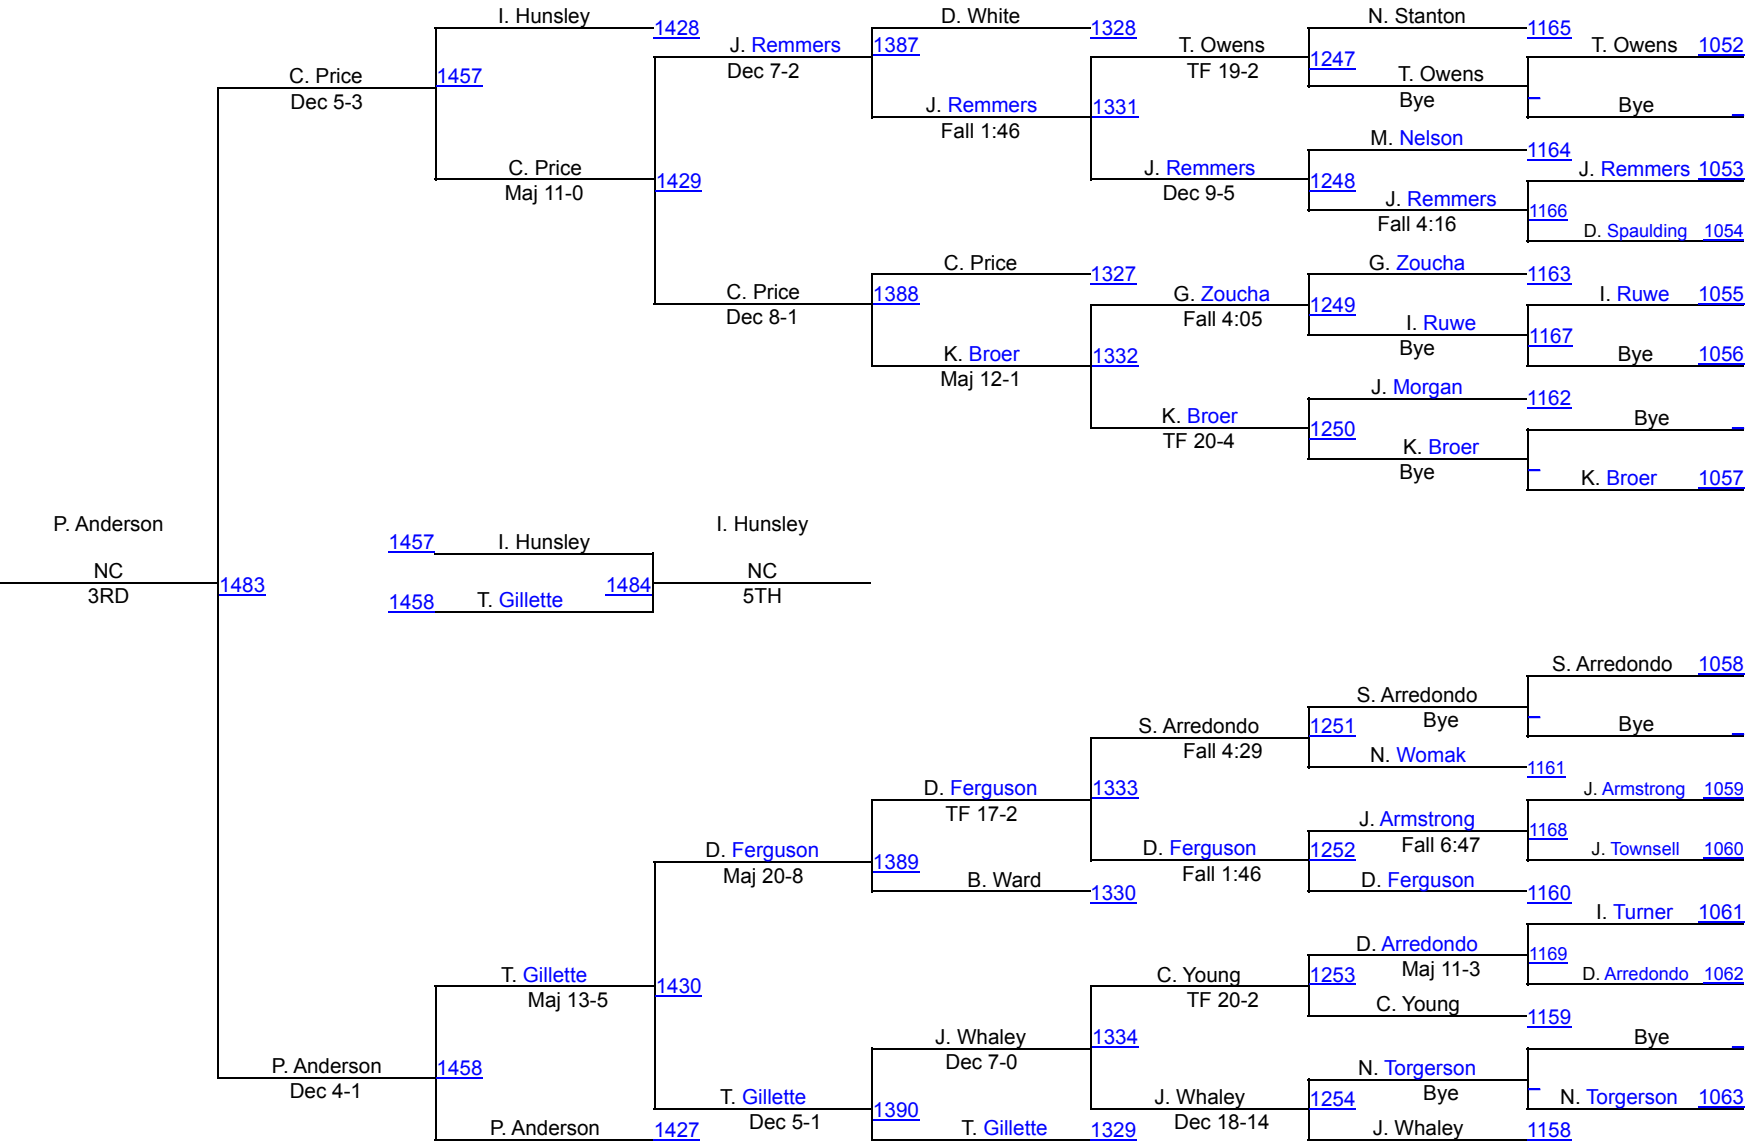 I. Hunsley
1428
D. White
1328
N. Stanton
1165
J. Remmers
1387
T. Owens
1247
T. Owens 1052
C. Price
1457
Dec 7-2
TF 19-2
T. Owens
Dec 5-3
J. Remmers
1331
Bye
Bye
Fall 1:46
M. Nelson
1164
C. Price
1429
J. Remmers
1248
J. Remmers 1053
Maj 11-0
Dec 9-5
J. Remmers
1166
Fall 4:16
D. Spaulding 1054
C. Price
1327
G. Zoucha
1163
C. Price
1388
G. Zoucha
1249
I. Ruwe 1055
Dec 8-1
Fall 4:05
I. Ruwe
1167
K. Broer
1332
Bye
Bye 1056
Maj 12-1
J. Morgan
1162
K. Broer
1250
Bye
TF 20-4
K. Broer
Bye
K. Broer 1057
P. Anderson
I. Hunsley
1457 I. Hunsley
NC
1483
1484
NC
3RD
1458 T. Gillette
5TH
S. Arredondo 1058
S. Arredondo
S. Arredondo
1251
Bye
Bye
Fall 4:29
N. Womak
1161
D. Ferguson
1333
J. Armstrong 1059
TF 17-2
J. Armstrong
1168
D. Ferguson
1389
D. Ferguson
1252
Fall 6:47
J. Townsell 1060
Maj 20-8
B. Ward
1330
Fall 1:46
D. Ferguson
1160
I. Turner 1061
D. Arredondo
1169
T. Gillette
1430
C. Young
1253
Maj 11-3
D. Arredondo 1062
Maj 13-5
TF 20-2
C. Young
1159
J. Whaley
1334
Bye
P. Anderson
1458
Dec 7-0
N. Torgerson
Dec 4-1
T. Gillette
1390
J. Whaley
1254
Bye
N. Torgerson 1063
P. Anderson
1427
Dec 5-1
T. Gillette
1329
Dec 18-14
J. Whaley
1158